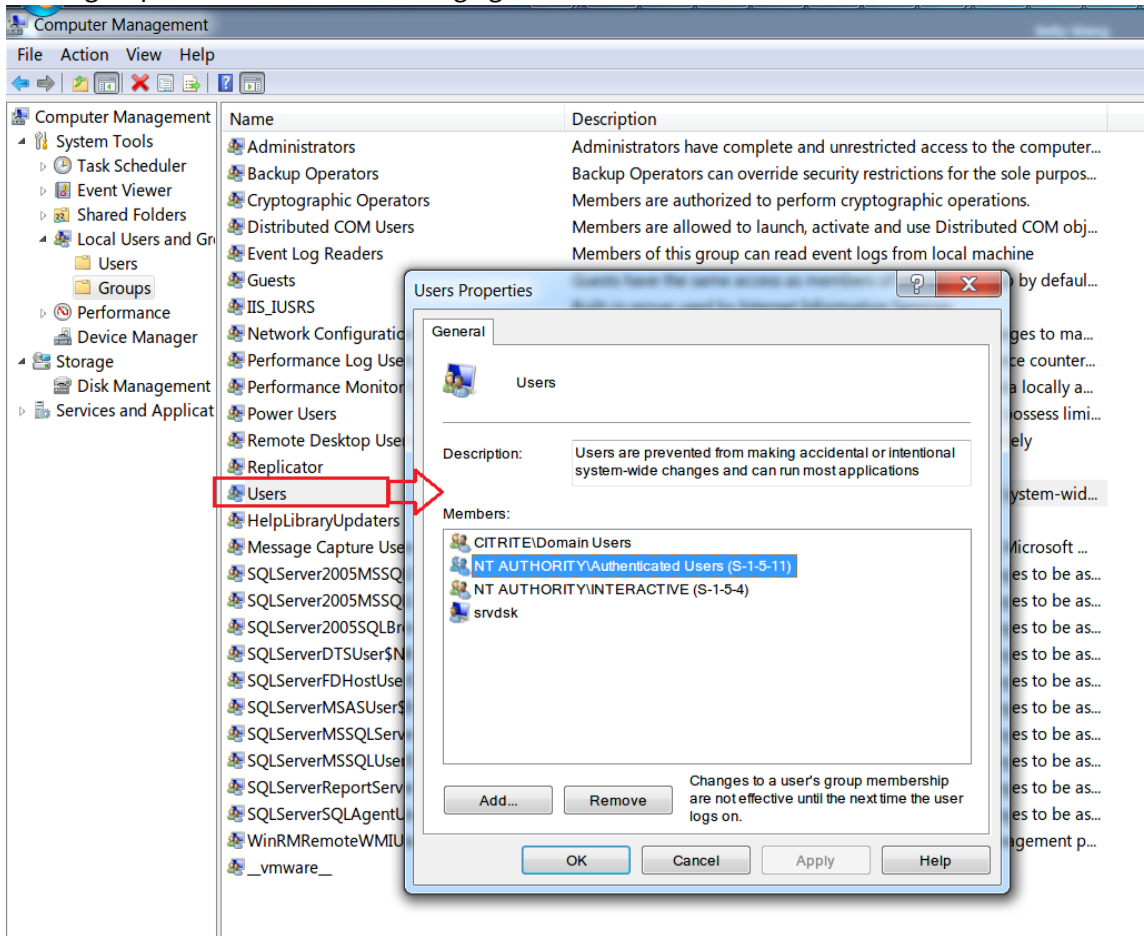 Computer Management
File Action View Help
Computer Management
System Tools
Task Scheduler
Event Viewer
Shared Folders
Local Users and Gr
Users
Groups
Performance
Device Manager
Storage
Disk Management
Services and Applicat
Name Description
Administrators Administrators have complete and unrestricted access to the computer...
Backup Operators Backup Operators can override security restrictions for the sole purpos...
Cryptographic Operators Members are authorized to perform cryptographic operations.
Distributed COM Users Members are allowed to launch, activate and use Distributed COM obj...
Event Log Readers Members of this group can read event logs from local machine
Guests by defaul...
IIS_IUSRS
Network Configuratio ges to ma...
Performance Log Use ce counter...
Performance Monitor a locally a...
Power Users possess limi...
Remote Desktop User ely
Replicator
Users ystem-wid...
HelpLibraryUpdaters
Message Capture Use Microsoft ...
SQLServer2005MSSQ es to be as...
SQLServer2005MSSQ es to be as...
SQLServer2005SQLBr es to be as...
SQLServerDTSUser$N es to be as...
SQLServerFDHostUse es to be as...
SQLServerMSASUser$ es to be as...
SQLServerMSSQLServ es to be as...
SQLServerMSSQLUser es to be as...
SQLServerReportServ es to be as...
SQLServerSQLAgentU es to be as...
WinRMRemoteWMIU agement p...
__vmware__
Users Properties
General
Users
Description: Users are prevented from making accidental or intentional
system-wide changes and can run most applications
Members:
CITRITE\Domain Users
NT AUTHORITY\Authenticated Users (S-1-5-11)
NT AUTHORITY\INTERACTIVE (S-1-5-4)
srvdsk
Add... Remove
Changes to a user's group membership
are not effective until the next time the user
logs on.
OK Cancel Apply Help